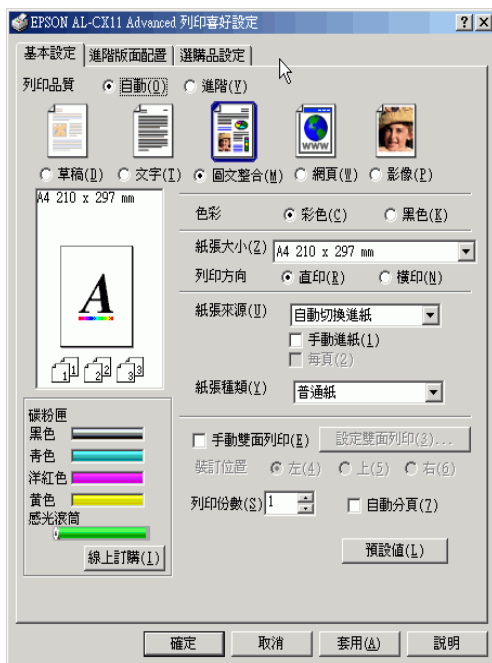 EPSON AL-CX11 Advanced 列印喜好設定
基本設定 進階版面配置 選購品設定
列印品質 自動(O) 進階(Y)
WWW
草稿(D) 文字(T) 圖文整合(M) 網頁(W) 影像(P)
A4 210 x 297 mm
色彩 彩色(C) 黑色(K)
紙張大小(Z) A4 210 x 297 mm
列印方向 直印(R) 橫印(N)
A
紙張來源(U) 自動切換進紙
手動進紙(1)
每頁(2)
1 1 2 2 3 3
紙張種類(Y) 普通紙
碳粉匣
黑色
青色
洋紅色
黃色
感光滾筒
線上訂購(I)
手動雙面列印(E) 設定雙面列印(3)...
裝訂位置 左(4) 上(5) 右(6)
列印份數(S) 1 自動分頁(7)
預設值(L)
確定 取消 套用(A) 說明